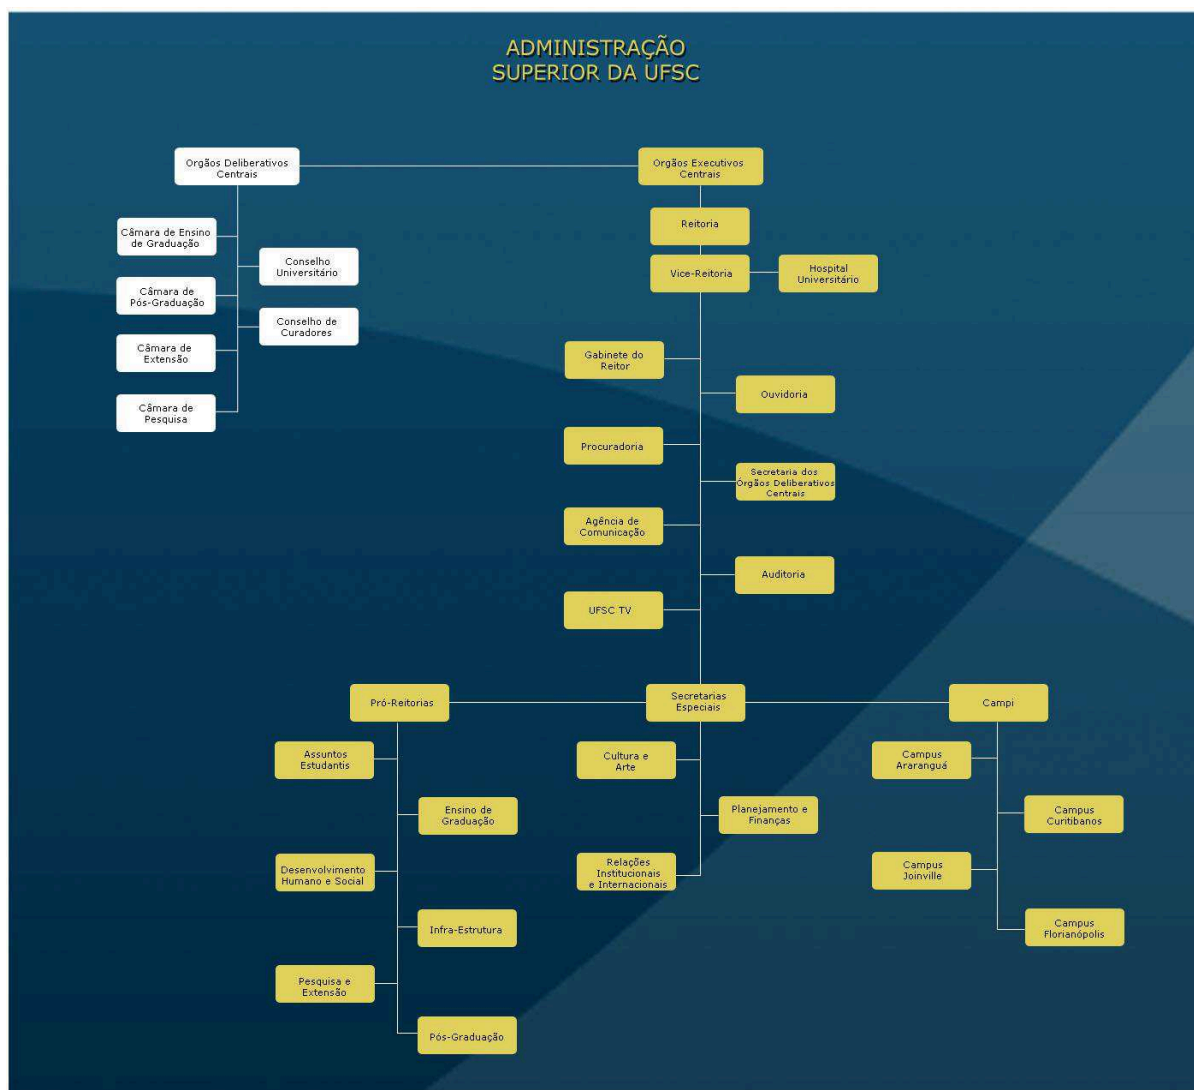 ADMINISTRAÇÃO
SUPERIOR DA UFSC
Orgãos Deliberativos
Centrais
Orgãos Executivos
Centrais
Câmara de Ensino
de Graduação
Conselho
Universitário
Câmara de
Pós-Graduação
Conselho de
Curadores
Câmara de
Extensão
Câmara de
Pesquisa
Reitoria
Vice-Reitoria
Hospital
Universitário
Gabinete do
Reitor
Ouvidoria
Procuradoria
Secretaria dos
Órgãos Deliberativos
Centrais
Agência de
Comunicação
Auditoria
UFSC TV
Pró-Reitorias
Secretarias
Especiais
Campi
Assuntos
Estudantis
Ensino de
Graduação
Desenvolvimento
Humano e Social
Infra-Estrutura
Pesquisa e
Extensão
Pós-Graduação
Cultura e
Arte
Planejamento e
Finanças
Relações
Institucionais
e Internacionais
Campus
Araranguá
Campus
Curitibanos
Campus
Joinville
Campus
Florianópolis